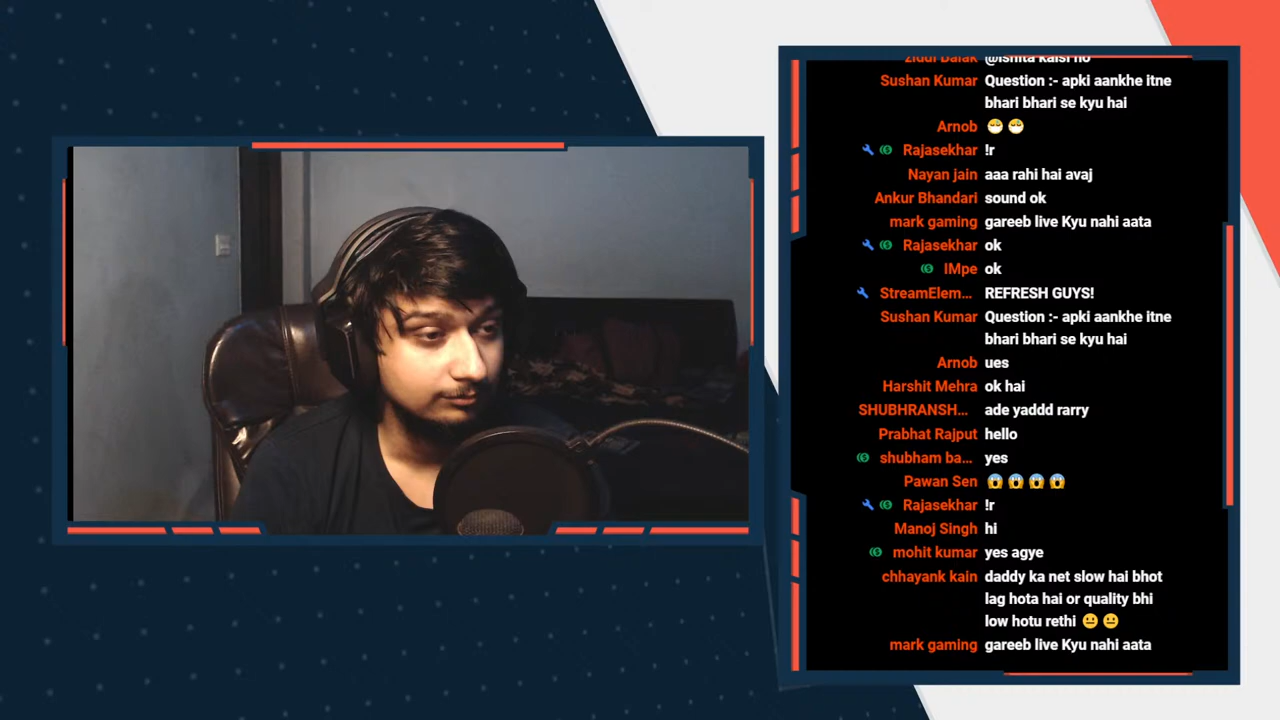 ziddi Balak @ishita kaisi ho
Sushan Kumar Question :- apki aankhe itne
bhari bhari se kyu hai
Arnob 😷 😷
Rajasekhar !r
Nayan jain aaa rahi hai avaj
Ankur Bhandari sound ok
mark gaming gareeb live Kyu nahi aata
Rajasekhar ok
IMpe ok
StreamElem... REFRESH GUYS!
Sushan Kumar Question :- apki aankhe itne
bhari bhari se kyu hai
Arnob ues
Harshit Mehra ok hai
SHUBHRANSH... ade yaddd rarry
Prabhat Rajput hello
shubham ba... yes
Pawan Sen 😱 😱 😱 😱
Rajasekhar !r
Manoj Singh hi
mohit kumar yes agye
chhayank kain daddy ka net slow hai bhot
lag hota hai or quality bhi
low hotu rethi 😐 😐
mark gaming gareeb live Kyu nahi aata